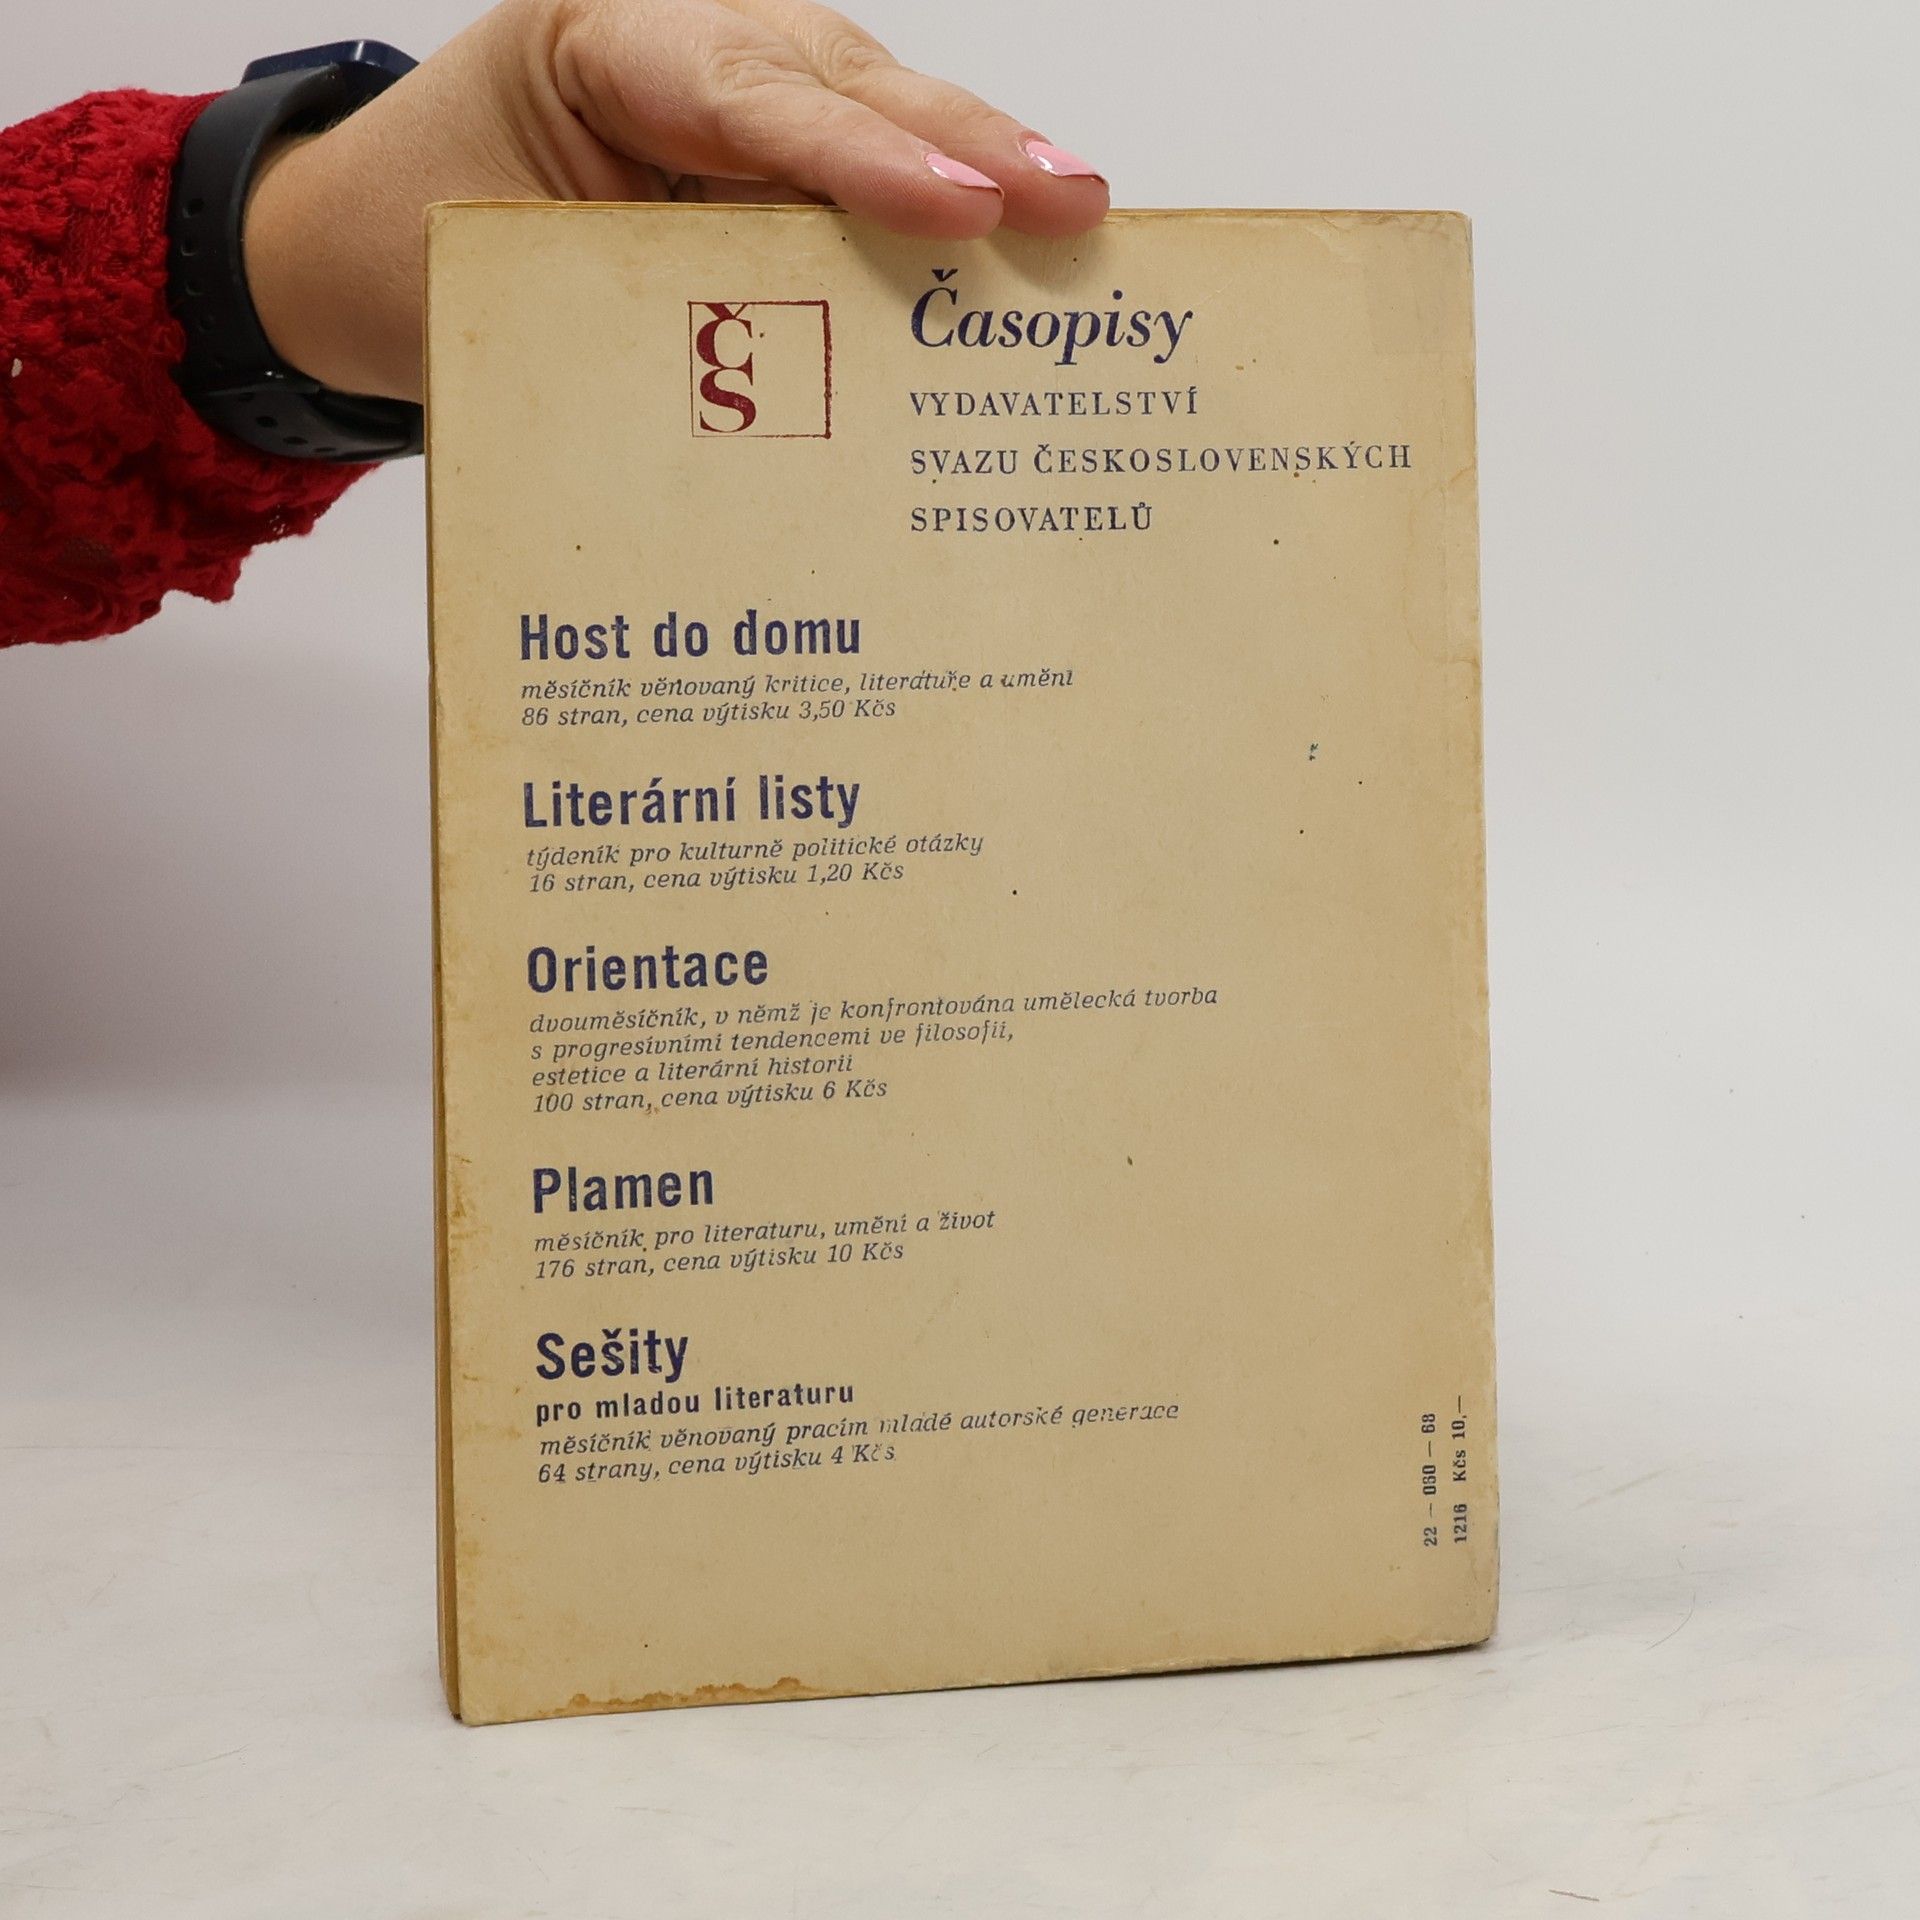 ČS
Časopisy
VYDAVATELSTVÍ
SVAZU ČESKOSLOVENSKÝCH
SPISOVATELŮ
Host do domu
měsíčník věnovaný kritice, literatuře a umění
86 stran, cena výtisku 3,50 Kčs
Literární listy
týdeník pro kulturně politické otázky
16 stran, cena výtisku 1,20 Kčs
Orientace
dvouměsíčník, v němž je konfrontována umělecká tvorba
s progresívními tendencemi ve filosofii,
estetice a literární historii
100 stran, cena výtisku 6 Kčs
Plamen
měsíčník pro literaturu, umění a život
176 stran, cena výtisku 10 Kčs
Sešity
pro mladou literaturu
měsíčník věnovaný pracím mladé autorské generace
64 strany, cena výtisku 4 Kčs
22 — 060 — 68
1216 Kčs 10,—